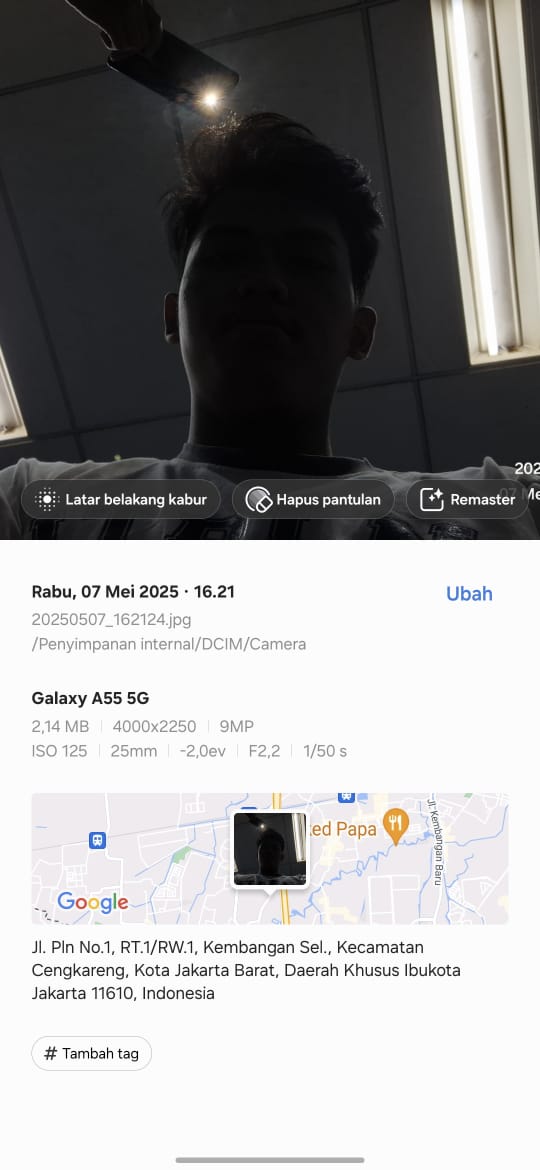 202
07 Me
Latar belakang kabur
Hapus pantulan
Remaster
Rabu, 07 Mei 2025 · 16.21
Ubah
20250507_162124.jpg
/Penyimpanan internal/DCIM/Camera
Galaxy A55 5G
2,14 MB | 4000x2250 | 9MP
ISO 125 | 25mm | -2,0ev | F2,2 | 1/50 s
ed Papa
Jl. Kembangan Baru
Google
Jl. Pln No.1, RT.1/RW.1, Kembangan Sel., Kecamatan
Cengkareng, Kota Jakarta Barat, Daerah Khusus Ibukota
Jakarta 11610, Indonesia
# Tambah tag